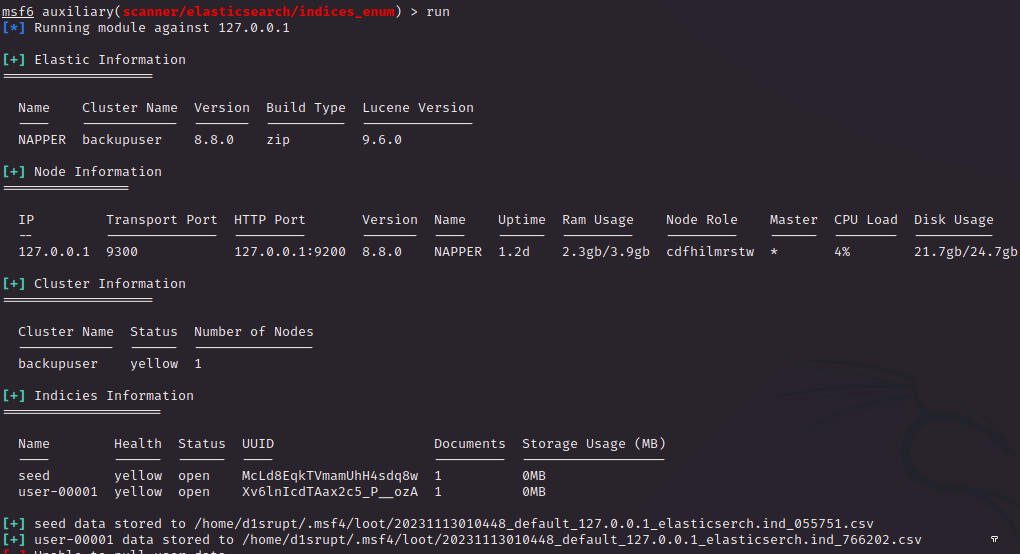 msf6 auxiliary(scanner/elasticsearch/indices_enum) > run
[*] Running module against 127.0.0.1
[+] Elastic Information
Name Cluster Name Version Build Type Lucene Version
NAPPER backupuser 8.8.0 zip 9.6.0
[+] Node Information
IP Transport Port HTTP Port Version Name Uptime Ram Usage Node Role Master CPU Load Disk Usage
127.0.0.1 9300 127.0.0.1:9200 8.8.0 NAPPER 1.2d 2.3gb/3.9gb cdfhilmrstw * 4% 21.7gb/24.7gb
[+] Cluster Information
Cluster Name Status Number of Nodes
backupuser yellow 1
[+] Indicies Information
Name Health Status UUID Documents Storage Usage (MB)
seed yellow open McLd8EqkTVmamUhH4sdq8w 1 0MB
user-00001 yellow open Xv6lnIcdTAax2c5_P__ozA 1 0MB
[+] seed data stored to /home/d1srupt/.msf4/loot/20231113010448_default_127.0.0.1_elasticserch.ind_055751.csv
[+] user-00001 data stored to /home/d1srupt/.msf4/loot/20231113010448_default_127.0.0.1_elasticserch.ind_766202.csv
[-] Unable to pull user data